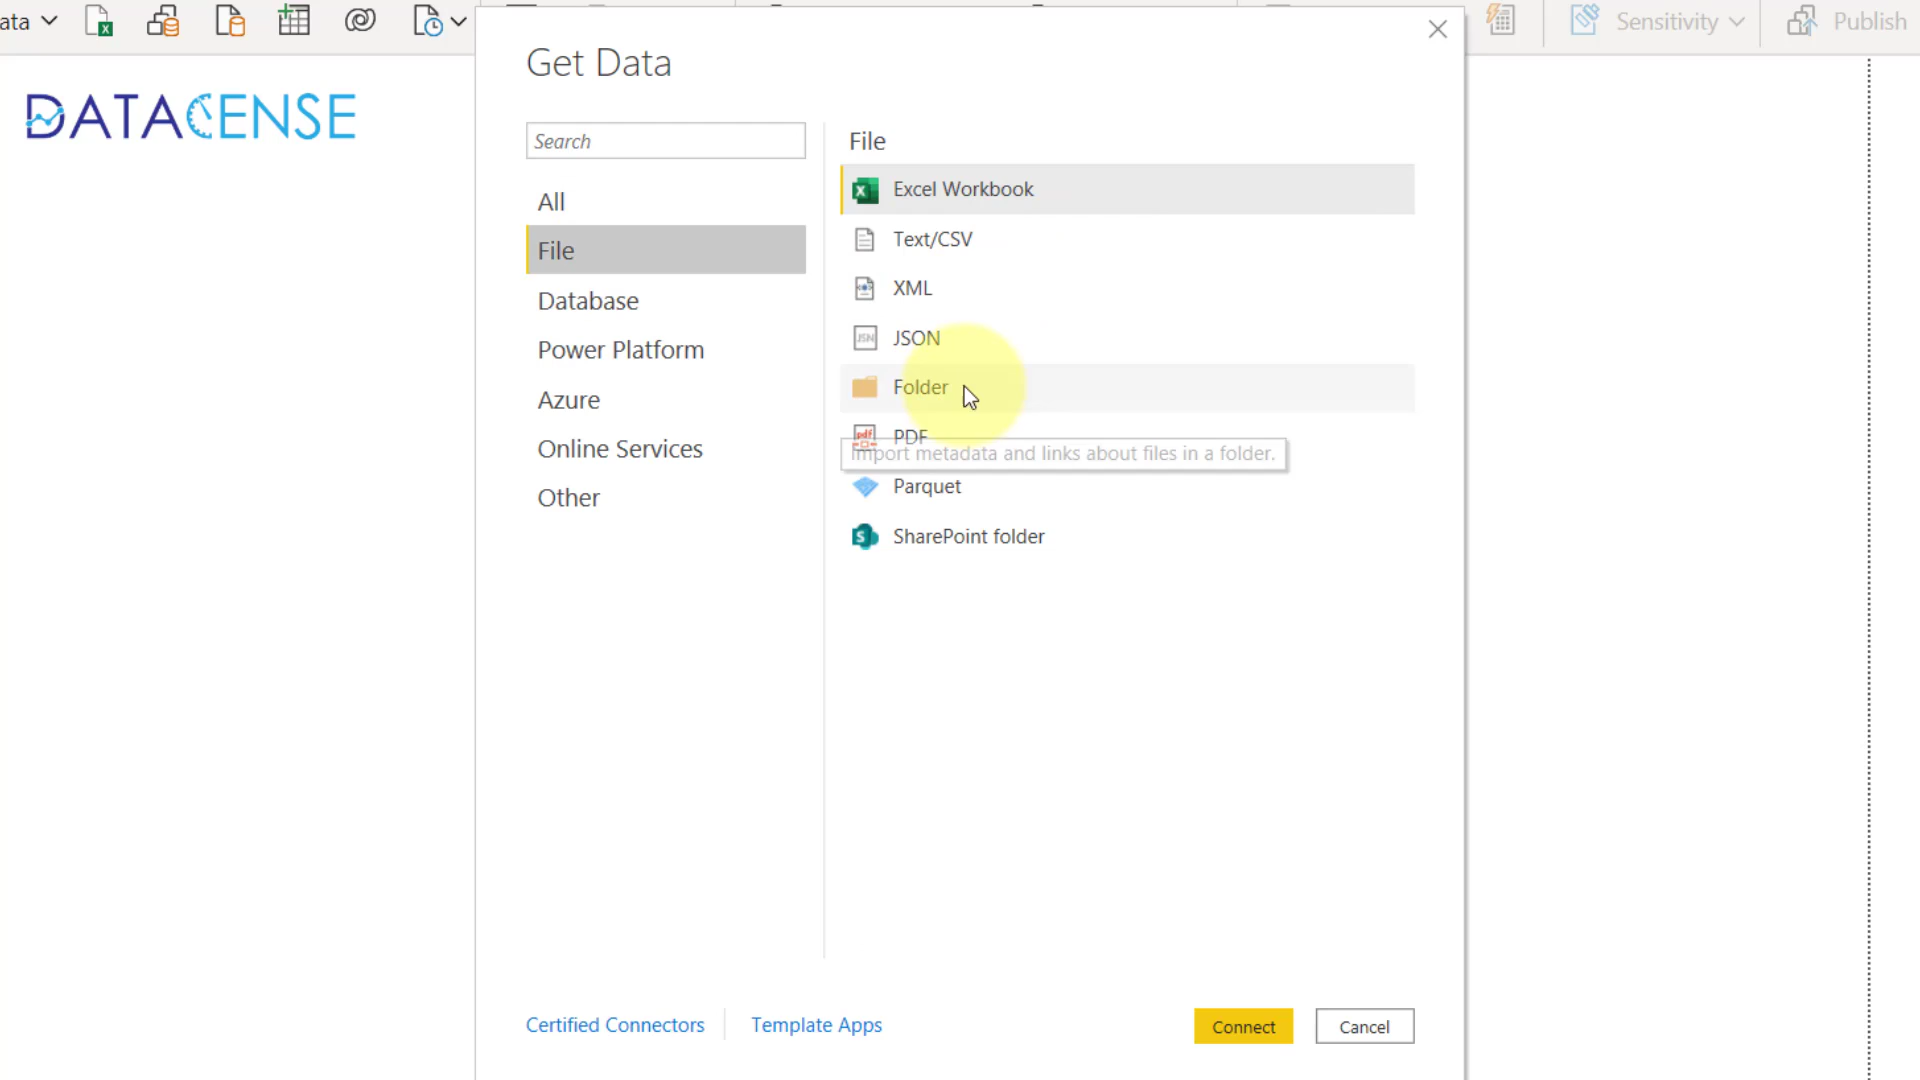 ata
Sensitivity
Publish
DATACENSE
Get Data
Search
All
File
Database
Power Platform
Azure
Online Services
Other
File
Excel Workbook
Text/CSV
XML
JSON
Folder
PDF
Import metadata and links about files in a folder.
Parquet
SharePoint folder
Certified Connectors
Template Apps
Connect
Cancel